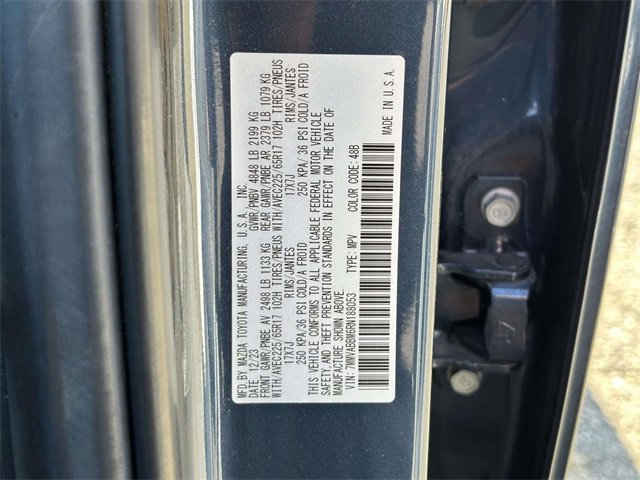 MFD.BY MAZDA TOYOTA MANUFACTURING, U.S.A.,INC.
DATE 12/23 GVWR/PNBV 4848 LB 2199 KG
FRONT GAWR/PNBE AV 2498 LB 1133 KG REAR GAWR/PNBE AR 2379 LB 1079 KG
WITH/AVEC225/65R17 102H TIRES/PNEUS WITH/AVEC225/65R17 102H TIRES/PNEUS
17X7J RIMS/JANTES 17X7J RIMS/JANTES
250 KPA/36 PSI COLD/A FROID 250 KPA/ 36 PSI COLD/A FROID
THIS VEHICLE CONFORMS TO ALL APPLICABLE FEDERAL MOTOR VEHICLE
SAFETY, AND THEFT PREVENTION STANDARDS IN EFFECT ON THE DATE OF
MANUFACTURE SHOWN ABOVE.
VIN: 7MMVABBM6RN180053 TYPE: MPV COLOR CODE: 48B
MADE IN U.S.A.